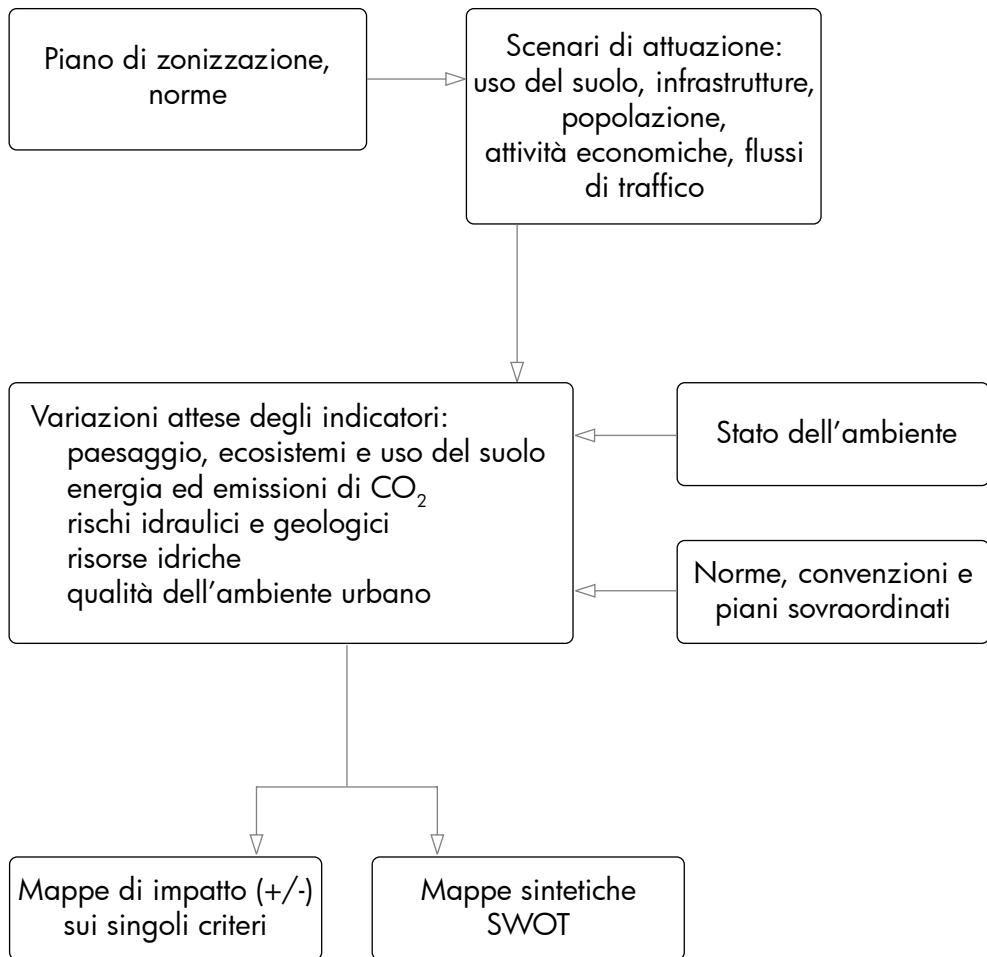 Piano di zonizzazione,
norme
Scenari di attuazione:
uso del suolo, infrastrutture,
popolazione,
attività economiche, flussi
di traffico
Variazioni attese degli indicatori:
paesaggio, ecosistemi e uso del suolo
energia ed emissioni di CO₂
rischi idraulici e geologici
risorse idriche
qualità dell'ambiente urbano
Stato dell'ambiente
Norme, convenzioni e
piani sovraordinati
Mappe di impatto (+/-)
sui singoli criteri
Mappe sintetiche
SWOT